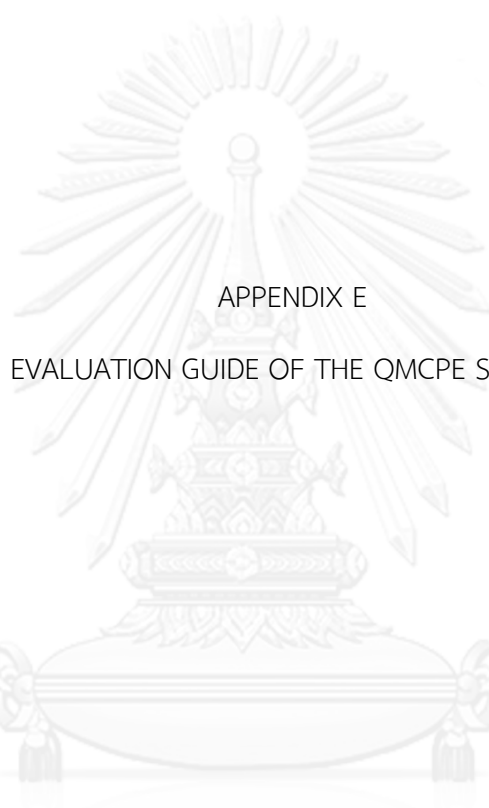 APPENDIX E
EVALUATION GUIDE OF THE QMCPE S